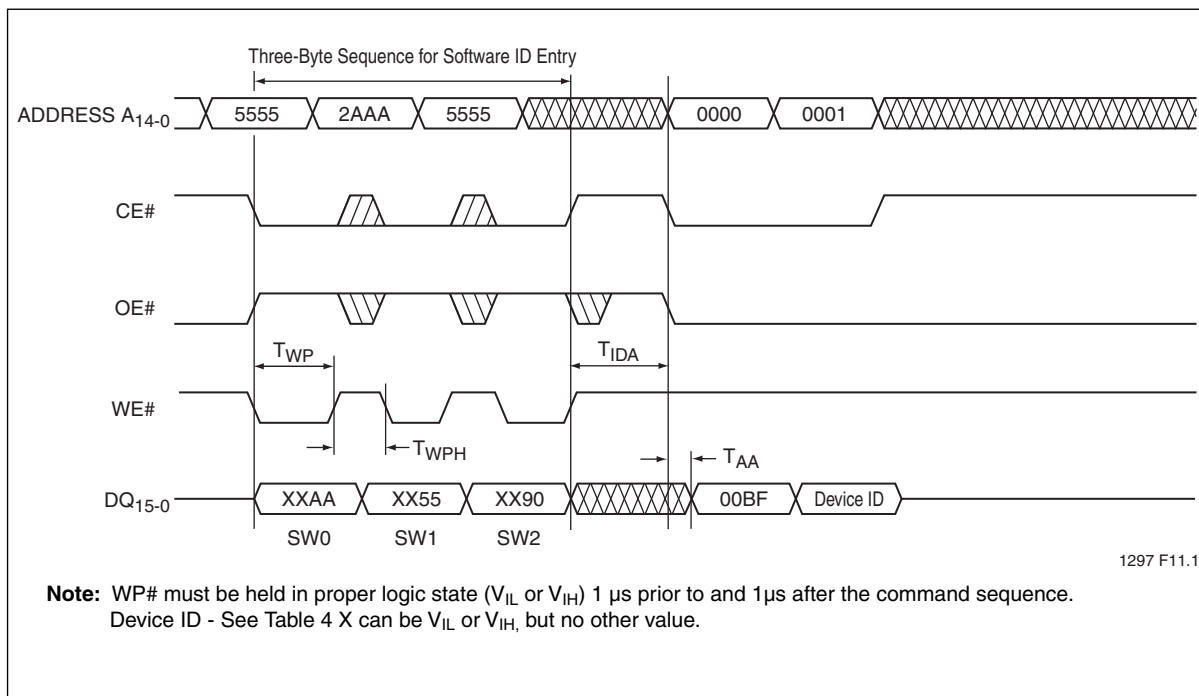 Three-Byte Sequence for Software ID Entry
ADDRESS A14-0 5555 2AAA 5555 0000 0001
CE#
OE#
TWP TIDA
WE#
TWPH TAA
DQ15-0 XXAA XX55 XX90 00BF Device ID
SW0 SW1 SW2
1297 F11.1
Note: WP# must be held in proper logic state (VIL or VIH) 1 µs prior to and 1µs after the command sequence.
Device ID - See Table 4 X can be VIL or VIH, but no other value.